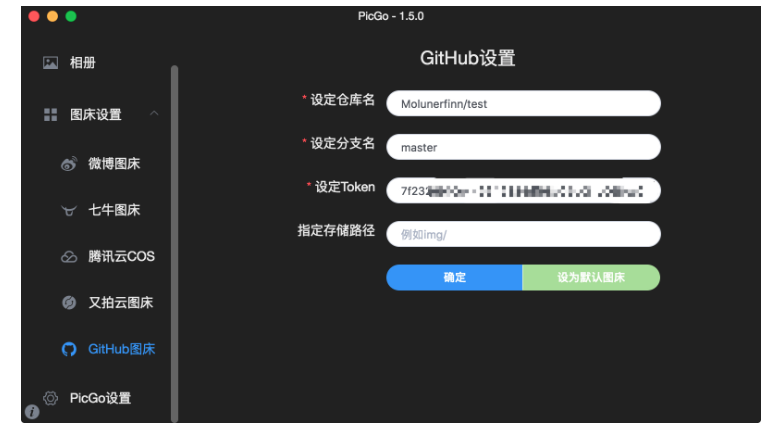 PicGo - 1.5.0
相册
图床设置
微博图床
七牛图床
腾讯云COS
又拍云图床
GitHub图床
PicGo设置
GitHub设置
* 设定仓库名
Molunerfinn/test
* 设定分支名
master
* 设定Token
7f232
指定存储路径
例如img/
确定
设为默认图床